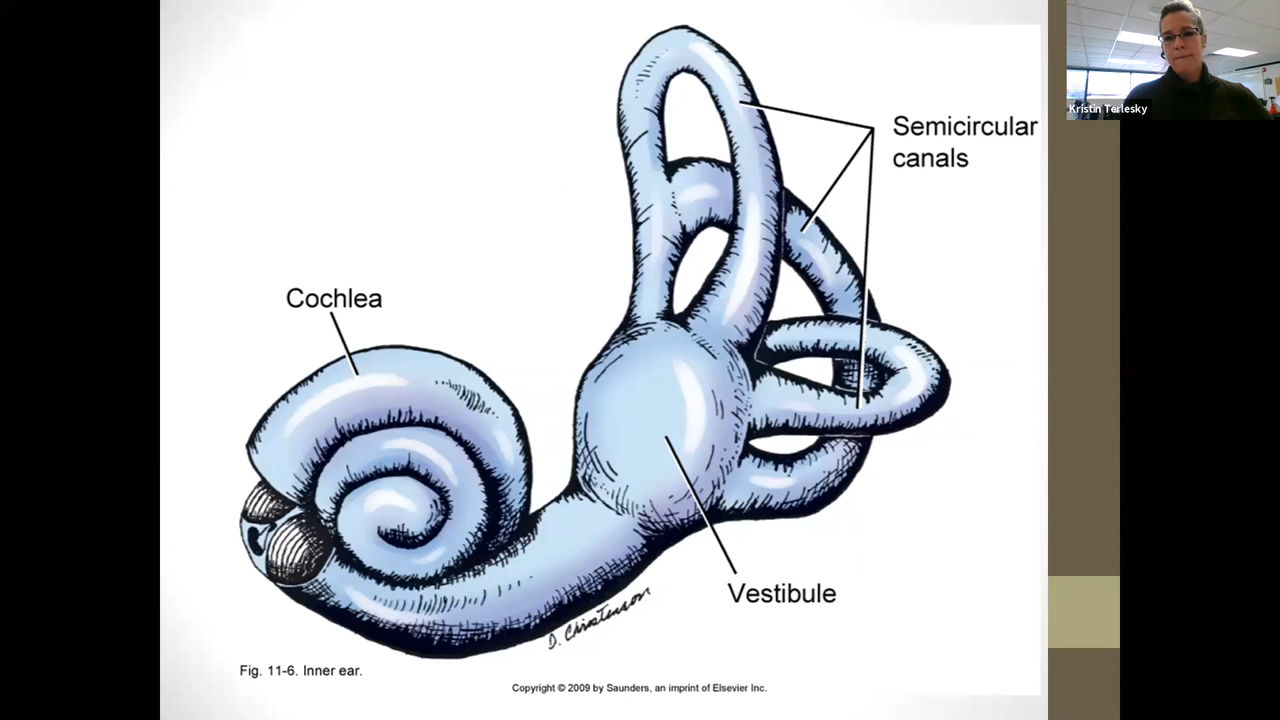 Kristin Terlesky
Semicircular
canals
Cochlea
Vestibule
D. Christenson
Fig. 11-6. Inner ear.
Copyright © 2009 by Saunders, an imprint of Elsevier Inc.